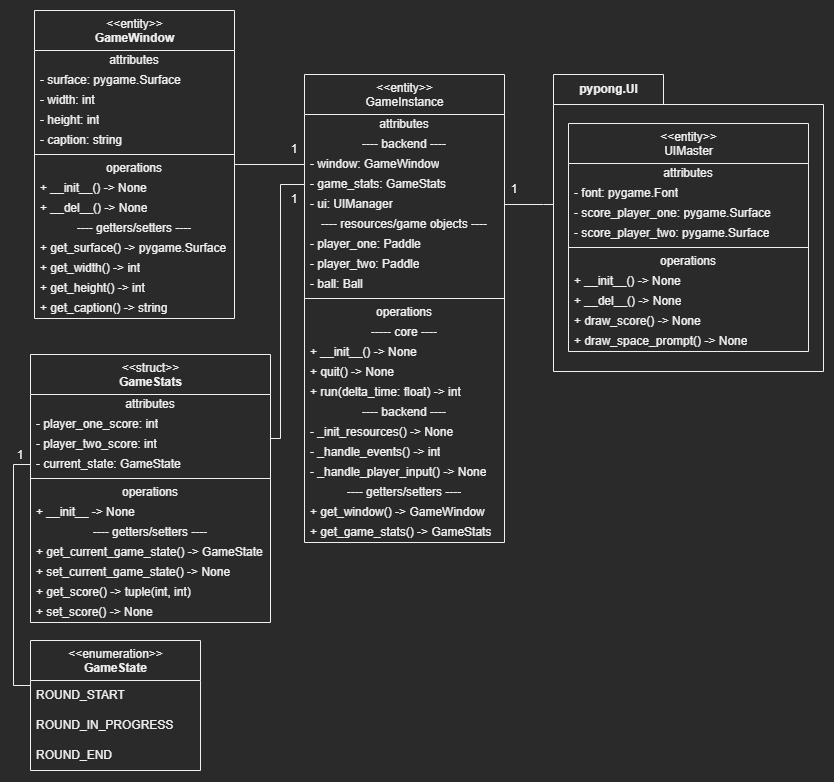 <<entity>>
GameWindow
attributes
- surface: pygame.Surface
- width: int
- height: int
- caption: string
operations
+ __init__() -> None
+ __del__() -> None
---- getters/setters ----
+ get_surface() -> pygame.Surface
+ get_width() -> int
+ get_height() -> int
+ get_caption() -> string
1
1
<<entity>>
GameInstance
attributes
---- backend ----
- window: GameWindow
- game_stats: GameStats
- ui: UIManager
---- resources/game objects ----
- player_one: Paddle
- player_two: Paddle
- ball: Ball
operations
----- core ----
+ __init__() -> None
+ quit() -> None
+ run(delta_time: float) -> int
---- backend ----
- _init_resources() -> None
- _handle_events() -> int
- _handle_player_input() -> None
---- getters/setters ----
+ get_window() -> GameWindow
+ get_game_stats() -> GameStats
1
pypong.UI
<<entity>>
UIMaster
attributes
- font: pygame.Font
- score_player_one: pygame.Surface
- score_player_two: pygame.Surface
operations
+ __init__() -> None
+ __del__() -> None
+ draw_score() -> None
+ draw_space_prompt() -> None
<<struct>>
GameStats
attributes
- player_one_score: int
- player_two_score: int
- current_state: GameState
operations
+ __init__ -> None
---- getters/setters ----
+ get_current_game_state() -> GameState
+ set_current_game_state() -> None
+ get_score() -> tuple(int, int)
+ set_score() -> None
1
<<enumeration>>
GameState
ROUND_START
ROUND_IN_PROGRESS
ROUND_END